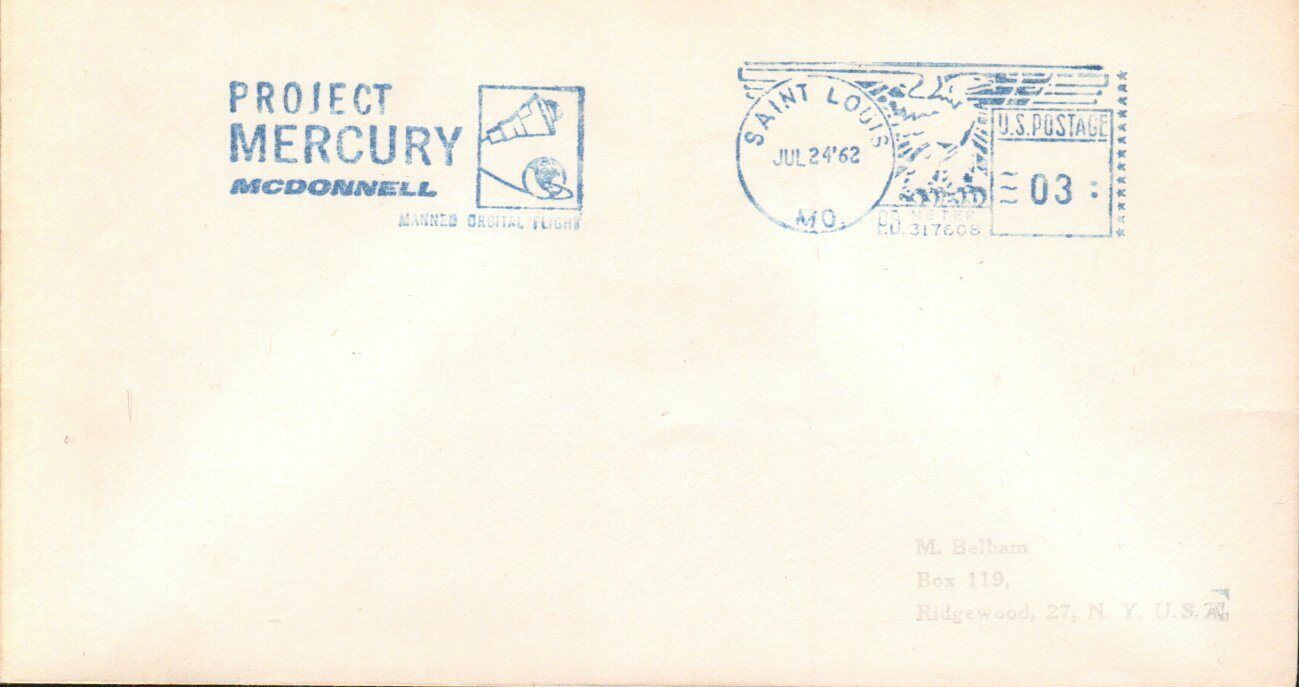 PROJECT
MERCURY
MCDONNELL
MANNED ORBITAL FLIGHT
SAINT LOUIS
JUL 24 '62
MO.
U.S. POSTAGE
03
METER
317608
M. Belham
Box 119,
Ridgewood, 27, N. Y. U.S.A.